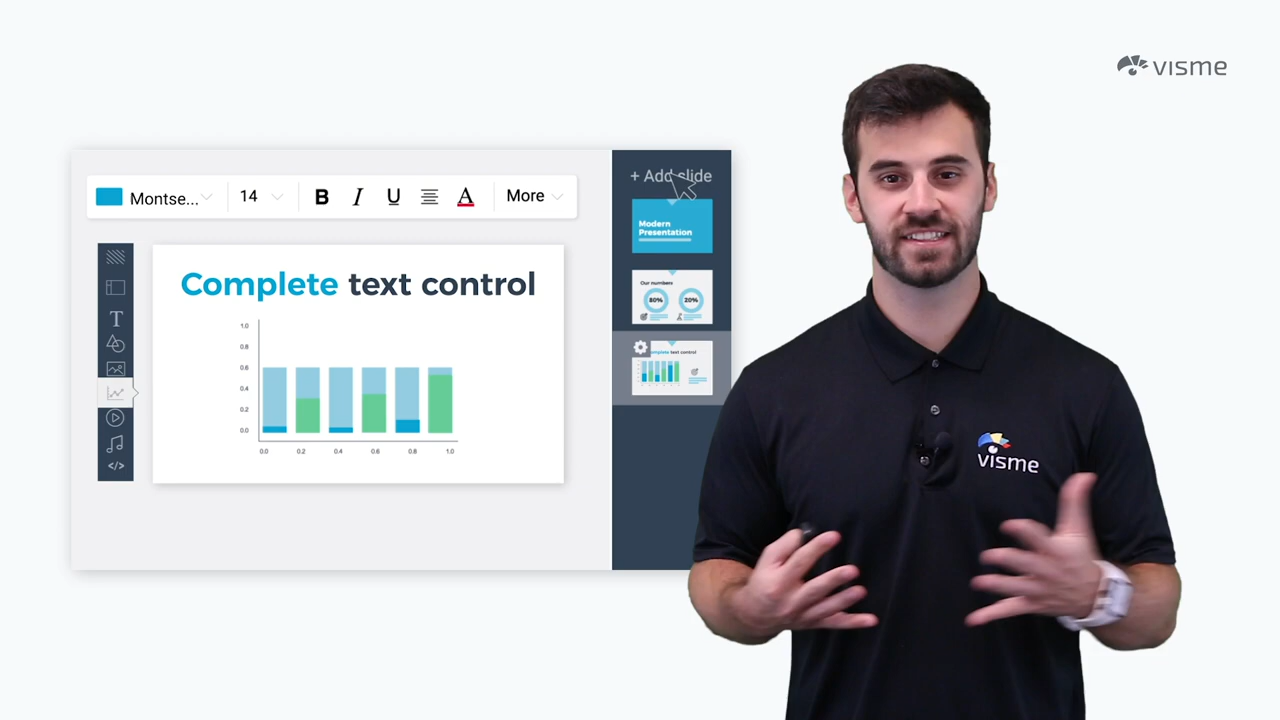 visme
+ Add slide
Montse...
14
B I U A
More
T
</>
Complete text control
1.0
0.8
0.6
0.4
0.2
0.0
0.0 0.2 0.4 0.6 0.8 1.0
Modern
Presentation
Our numbers
80% 20%
text control
visme